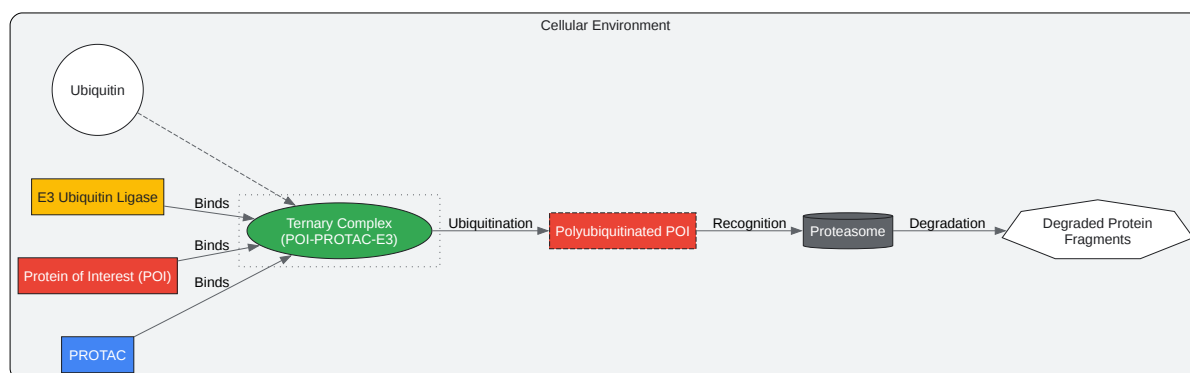 Cellular Environment
Ubiquitin
E3 Ubiquitin Ligase
Binds
Protein of Interest (POI)
Binds
PROTAC
Binds
Ternary Complex
(POI-PROTAC-E3)
Ubiquitination
Polyubiquitinated POI
Recognition
Proteasome
Degradation
Degraded Protein
Fragments